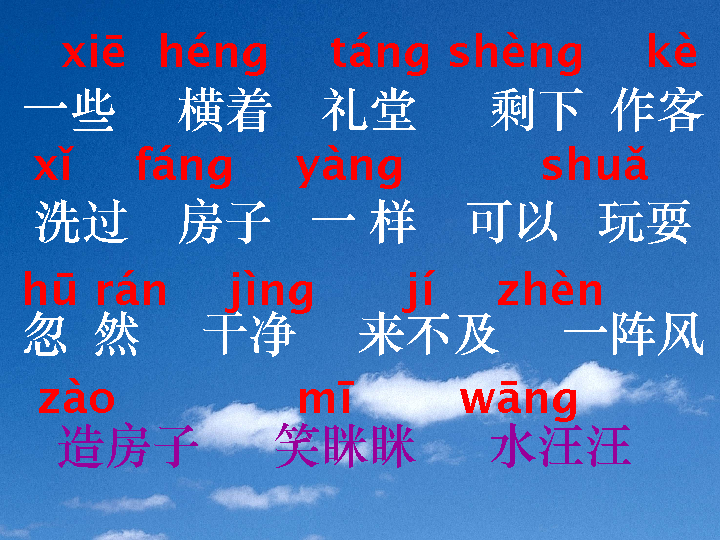 xiē héng táng shèng kè
一些 横着 礼堂 剩下 作客
xǐ fáng yàng shuǎ
洗过 房子 一样 可以 玩耍
hū rán jìng jí zhèn
忽然 干净 来不及 一阵风
zào mī wāng
造房子 笑眯眯 水汪汪